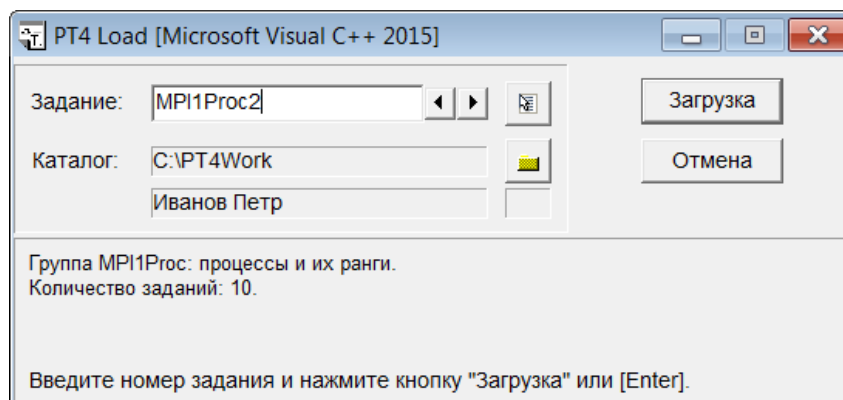 PT4 Load [Microsoft Visual C++ 2015]
Задание: MPI1Proc2 Загрузка
Каталог: C:\PT4Work Отмена
Иванов Петр
Группа MPI1Proc: процессы и их ранги.
Количество заданий: 10.
Введите номер задания и нажмите кнопку "Загрузка" или [Enter].